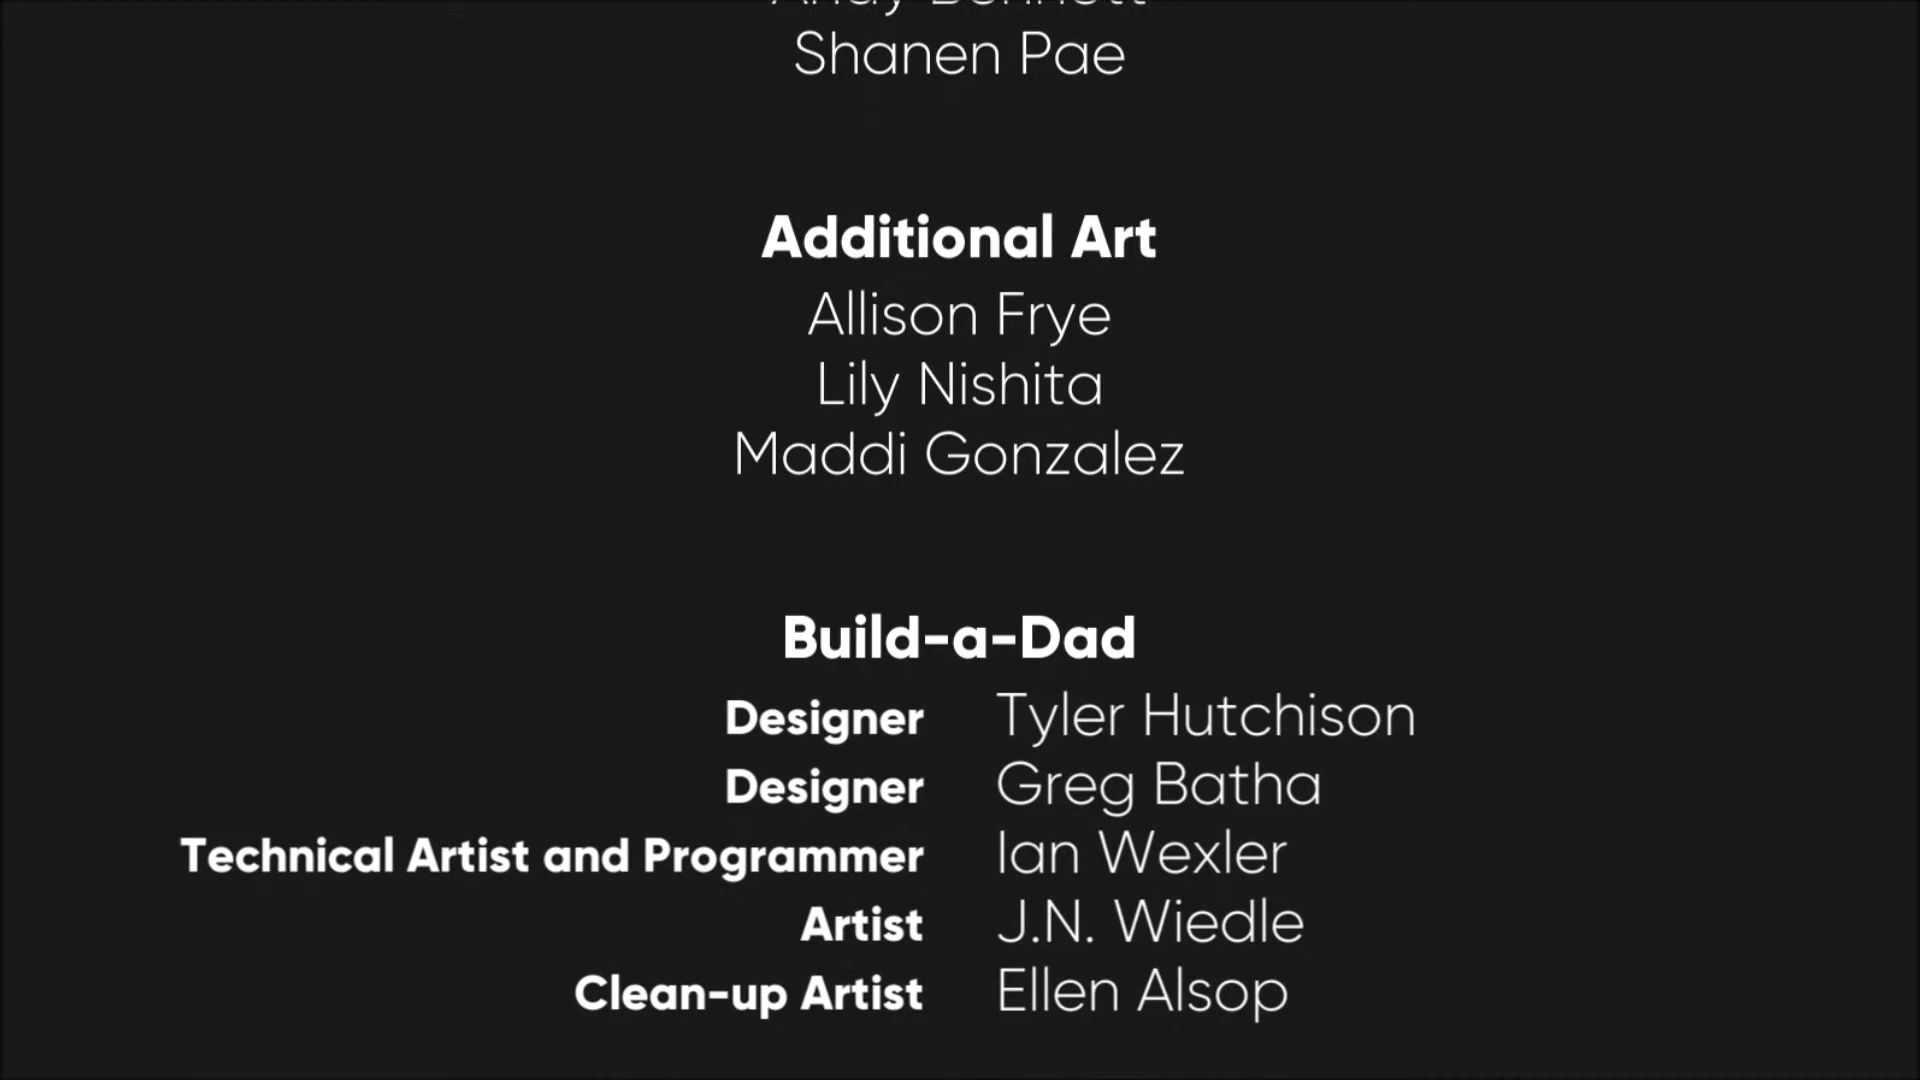 Shanen Pae
Additional Art
Allison Frye
Lily Nishita
Maddi Gonzalez
Build-a-Dad
Designer Tyler Hutchison
Designer Greg Batha
Technical Artist and Programmer Ian Wexler
Artist J.N. Wiedle
Clean-up Artist Ellen Alsop